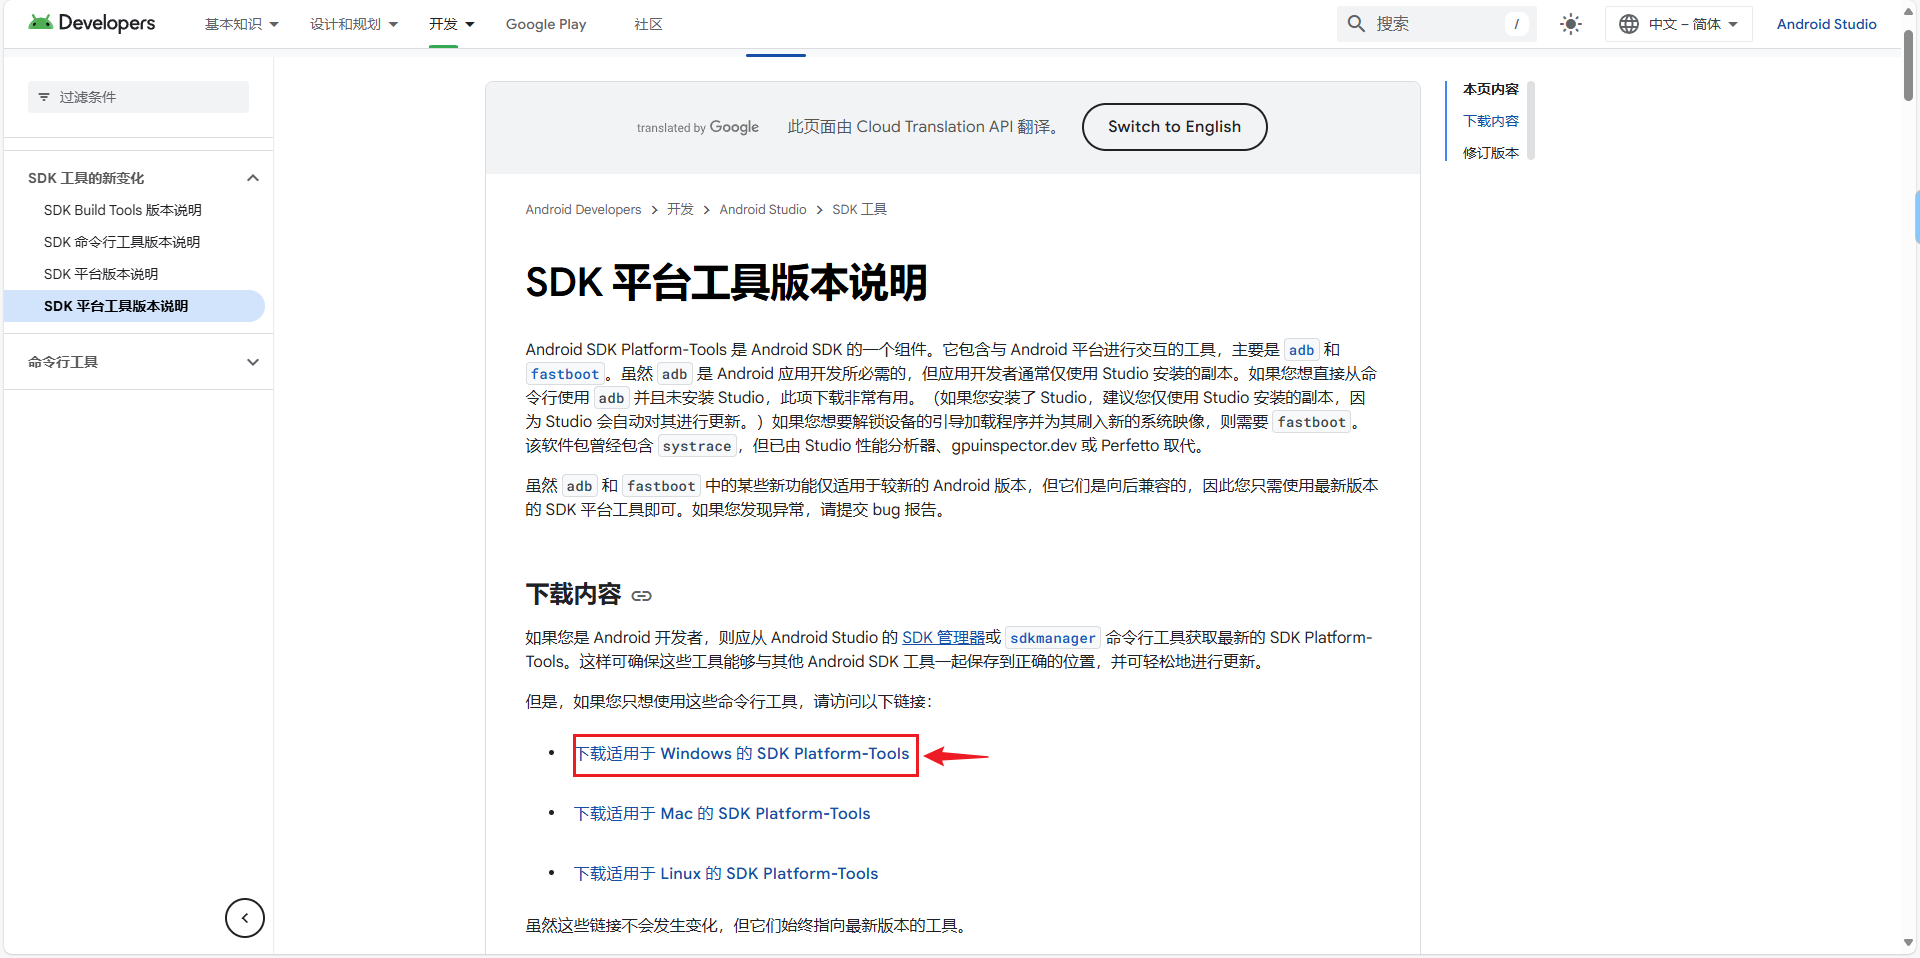 Developers
基本知识
设计和规划
开发
Google Play
社区
搜索
/
中文 – 简体
Android Studio
过滤条件
SDK 工具的新变化
SDK Build Tools 版本说明
SDK 命令行工具版本说明
SDK 平台版本说明
SDK 平台工具版本说明
命令行工具
translated by Google
此页面由 Cloud Translation API 翻译。
Switch to English
Android Developers > 开发 > Android Studio > SDK 工具
SDK 平台工具版本说明
Android SDK Platform-Tools 是 Android SDK 的一个组件。它包含与 Android 平台进行交互的工具，主要是 adb 和
fastboot。虽然 adb 是 Android 应用开发所必需的，但应用开发者通常仅使用 Studio 安装的副本。如果您想直接从命
令行使用 adb 并且未安装 Studio，此项下载非常有用。（如果您安装了 Studio，建议您仅使用 Studio 安装的副本，因
为 Studio 会自动对其进行更新。）如果您想要解锁设备的引导加载程序并为其刷入新的系统映像，则需要 fastboot。
该软件包曾经包含 systrace，但已由 Studio 性能分析器、gpuinspector.dev 或 Perfetto 取代。
虽然 adb 和 fastboot 中的某些新功能仅适用于较新的 Android 版本，但它们是向后兼容的，因此您只需使用最新版本
的 SDK 平台工具即可。如果您发现异常，请提交 bug 报告。
下载内容
如果您是 Android 开发者，则应从 Android Studio 的 SDK 管理器或 sdkmanager 命令行工具获取最新的 SDK Platform-
Tools。这样可确保这些工具能够与其他 Android SDK 工具一起保存到正确的位置，并可轻松地进行更新。
但是，如果您只想使用这些命令行工具，请访问以下链接：
• 下载适用于 Windows 的 SDK Platform-Tools
• 下载适用于 Mac 的 SDK Platform-Tools
• 下载适用于 Linux 的 SDK Platform-Tools
虽然这些链接不会发生变化，但它们始终指向最新版本的工具。
本页内容
下载内容
修订版本